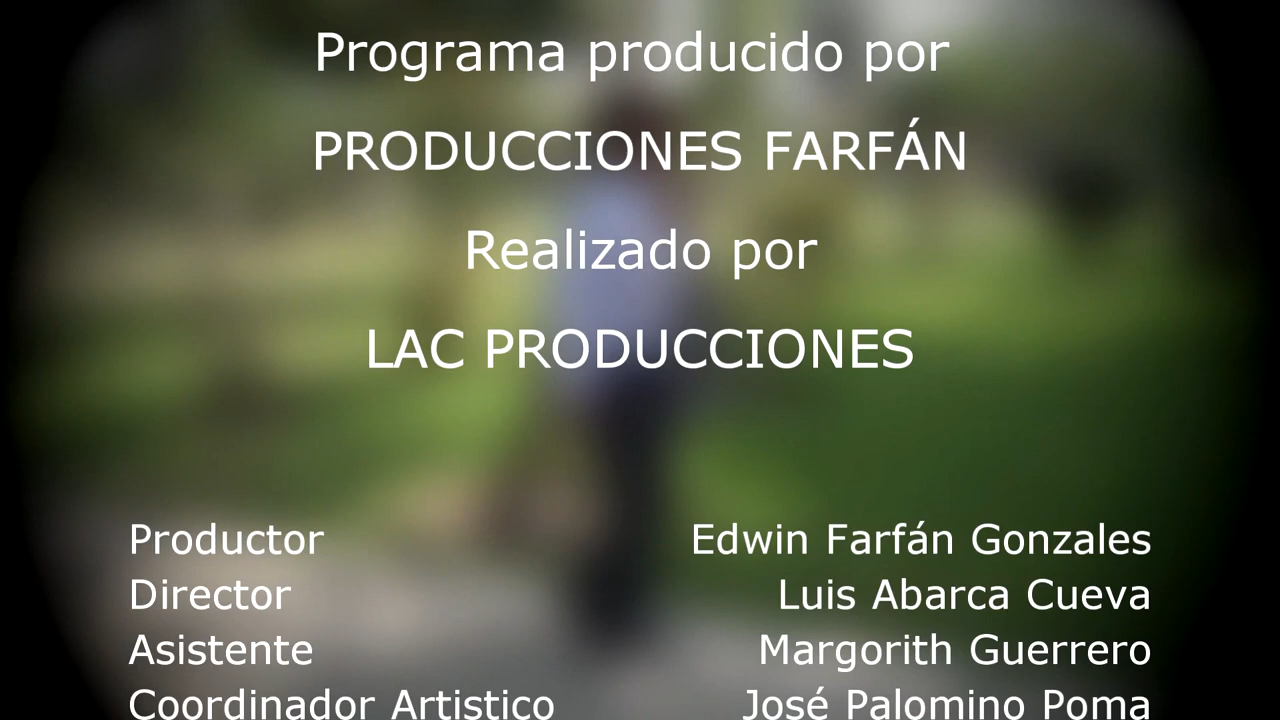 Programa producido por
PRODUCCIONES FARFÁN
Realizado por
LAC PRODUCCIONES
Productor Edwin Farfán Gonzales
Director Luis Abarca Cueva
Asistente Margorith Guerrero
Coordinador Artistico José Palomino Poma